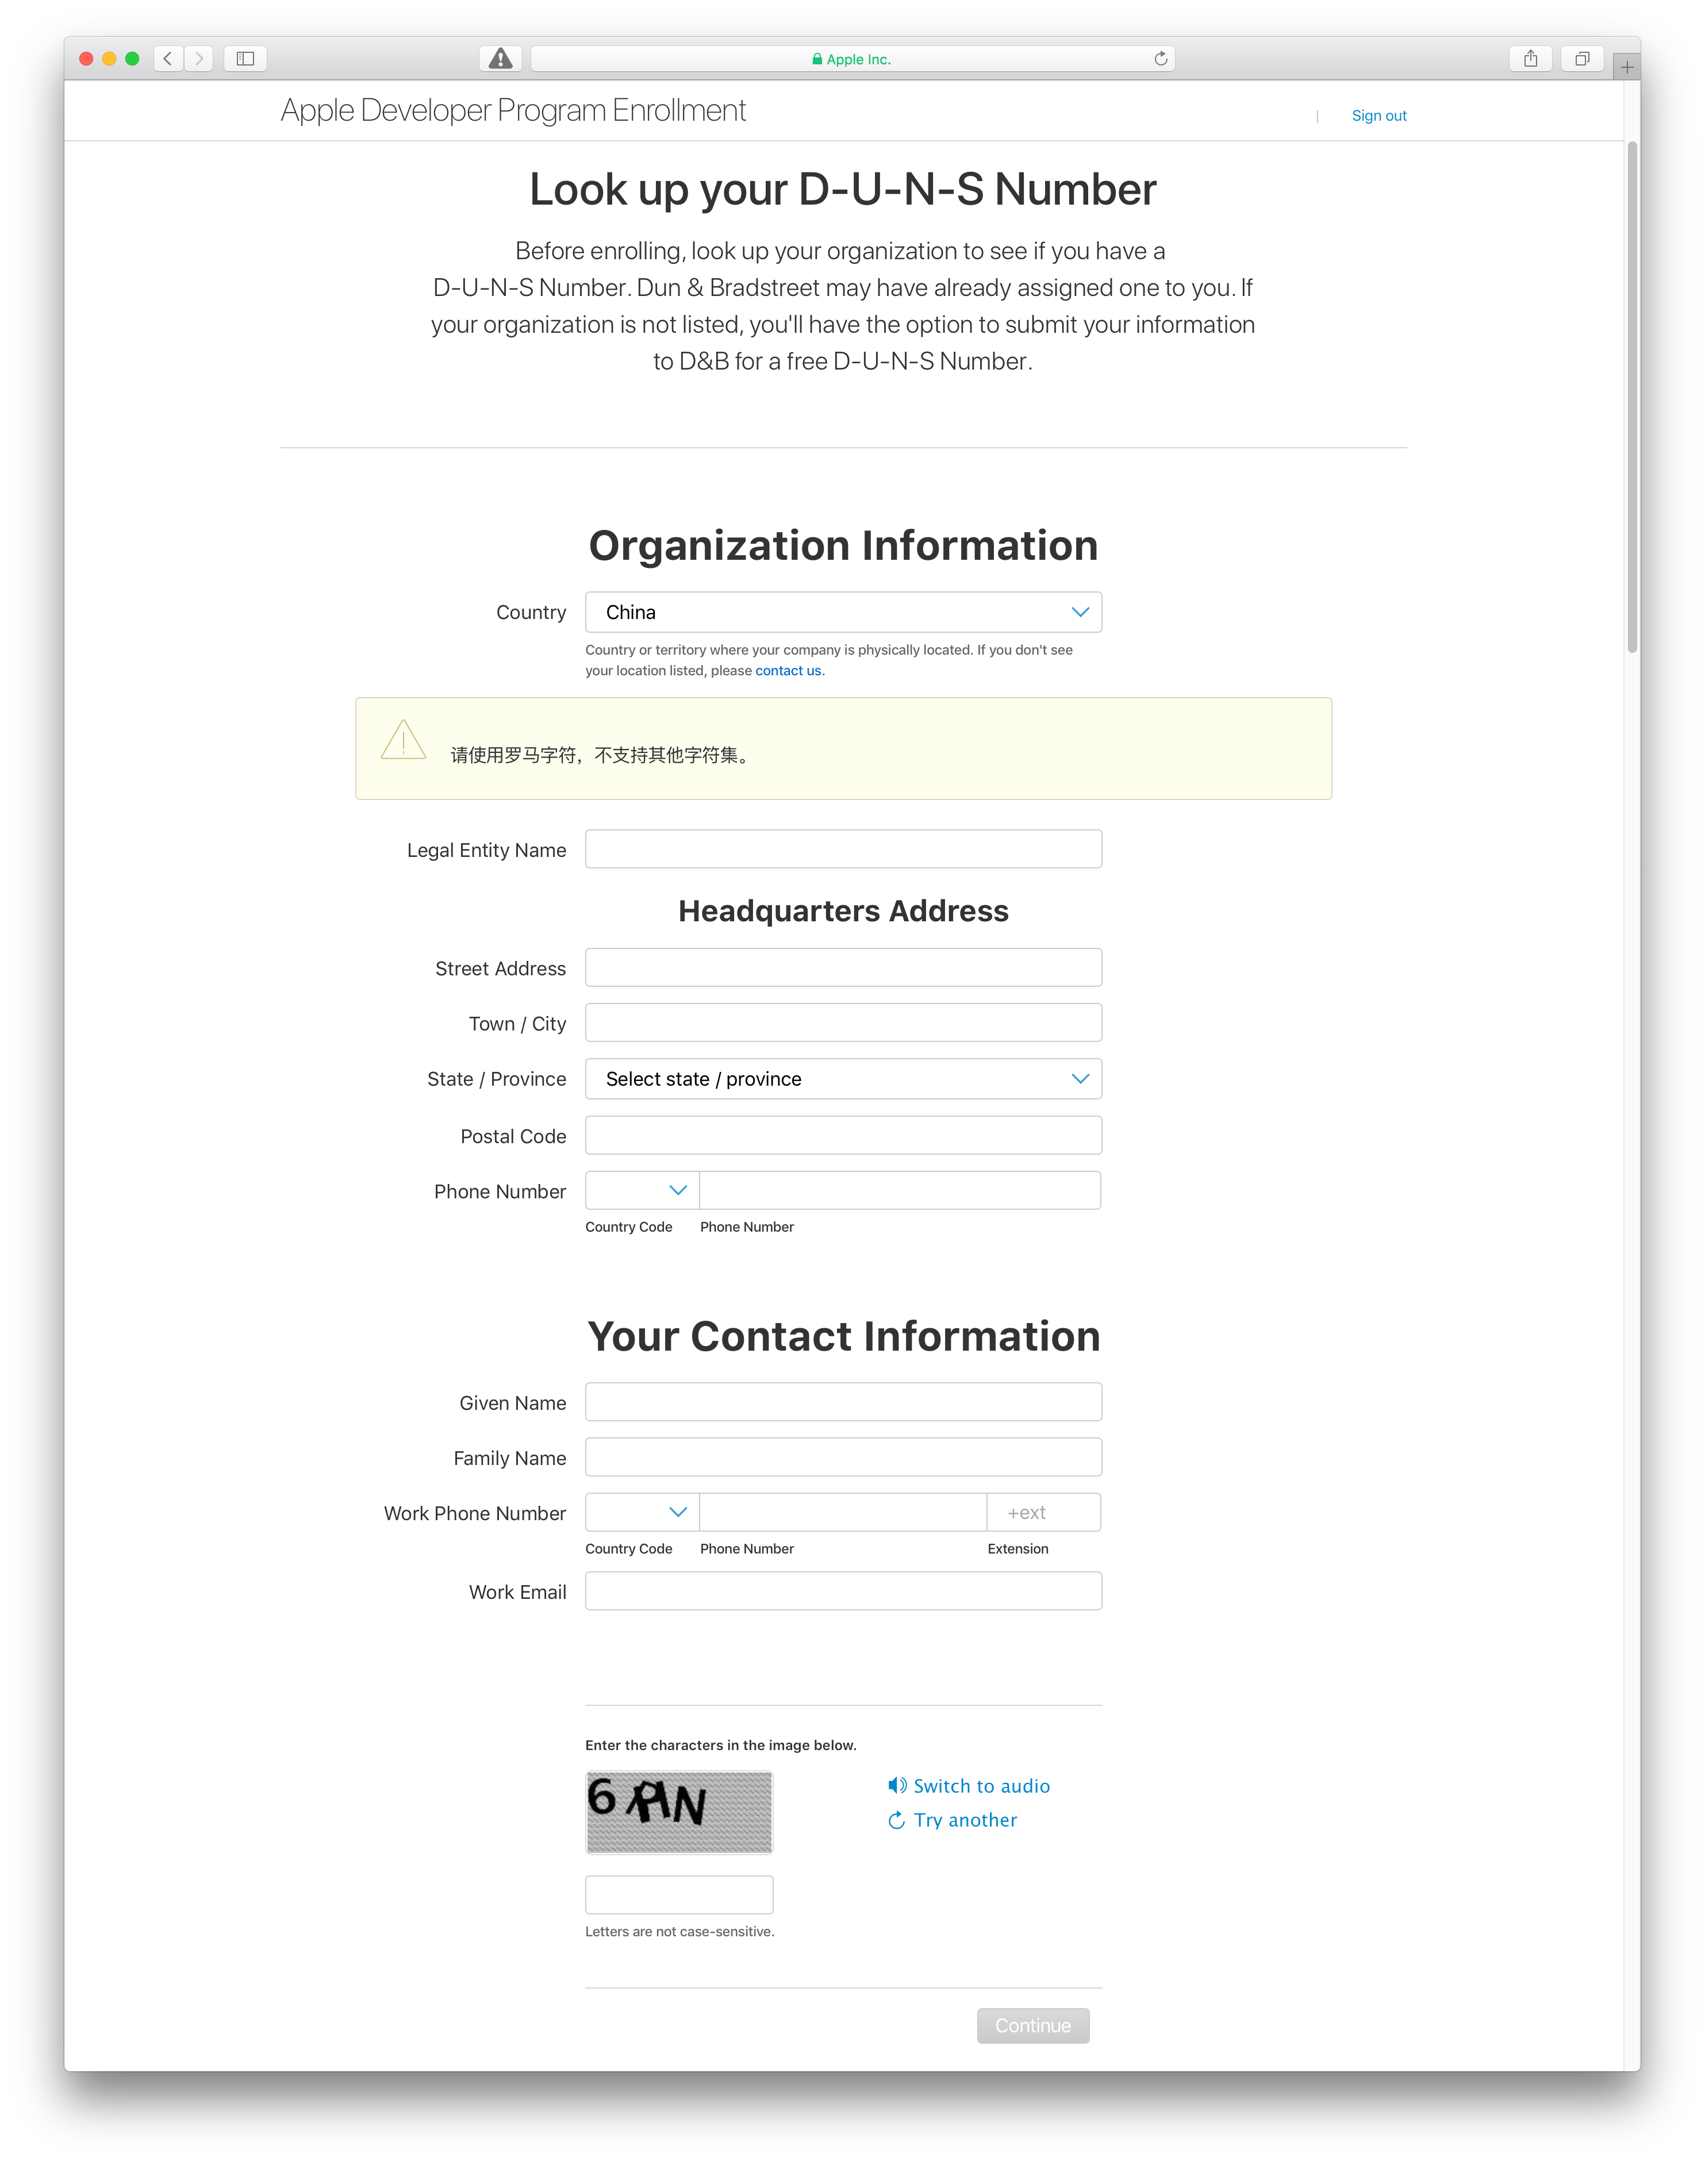 Apple Inc.
Apple Developer Program Enrollment
Sign out
Look up your D-U-N-S Number
Before enrolling, look up your organization to see if you have a
D-U-N-S Number. Dun & Bradstreet may have already assigned one to you. If
your organization is not listed, you'll have the option to submit your information
to D&B for a free D-U-N-S Number.
Organization Information
Country China
Country or territory where your company is physically located. If you don't see
your location listed, please contact us.
请使用罗马字符，不支持其他字符集。
Legal Entity Name
Headquarters Address
Street Address
Town / City
State / Province Select state / province
Postal Code
Phone Number
Country Code Phone Number
Your Contact Information
Given Name
Family Name
Work Phone Number +ext
Country Code Phone Number Extension
Work Email
Enter the characters in the image below.
Switch to audio
Try another
Letters are not case-sensitive.
Continue